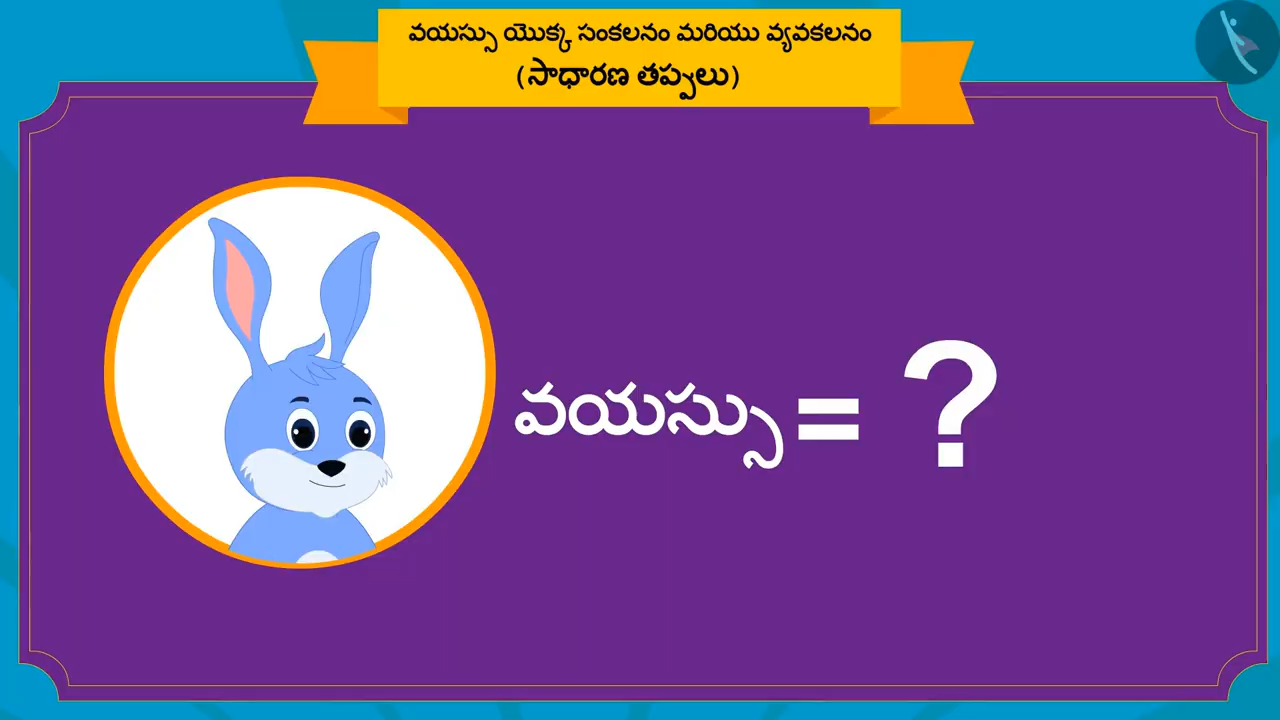 వయస్సు యొక్క సంకలనం మరియు వ్యవకలనం
(సాధారణ తప్పులు)
వయస్సు = ?